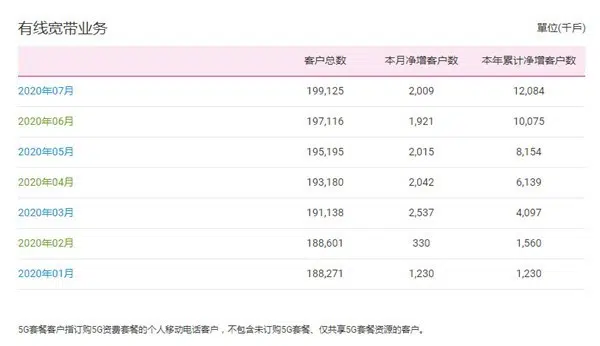 有线宽带业务 單位(千戶)
客户总数 本月净增客户数 本年累计净增客户数
2020年07月 199,125 2,009 12,084
2020年06月 197,116 1,921 10,075
2020年05月 195,195 2,015 8,154
2020年04月 193,180 2,042 6,139
2020年03月 191,138 2,537 4,097
2020年02月 188,601 330 1,560
2020年01月 188,271 1,230 1,230
5G套餐客户指订购5G资费套餐的个人移动电话客户，不包含未订购5G套餐、仅共享5G套餐资源的客户。